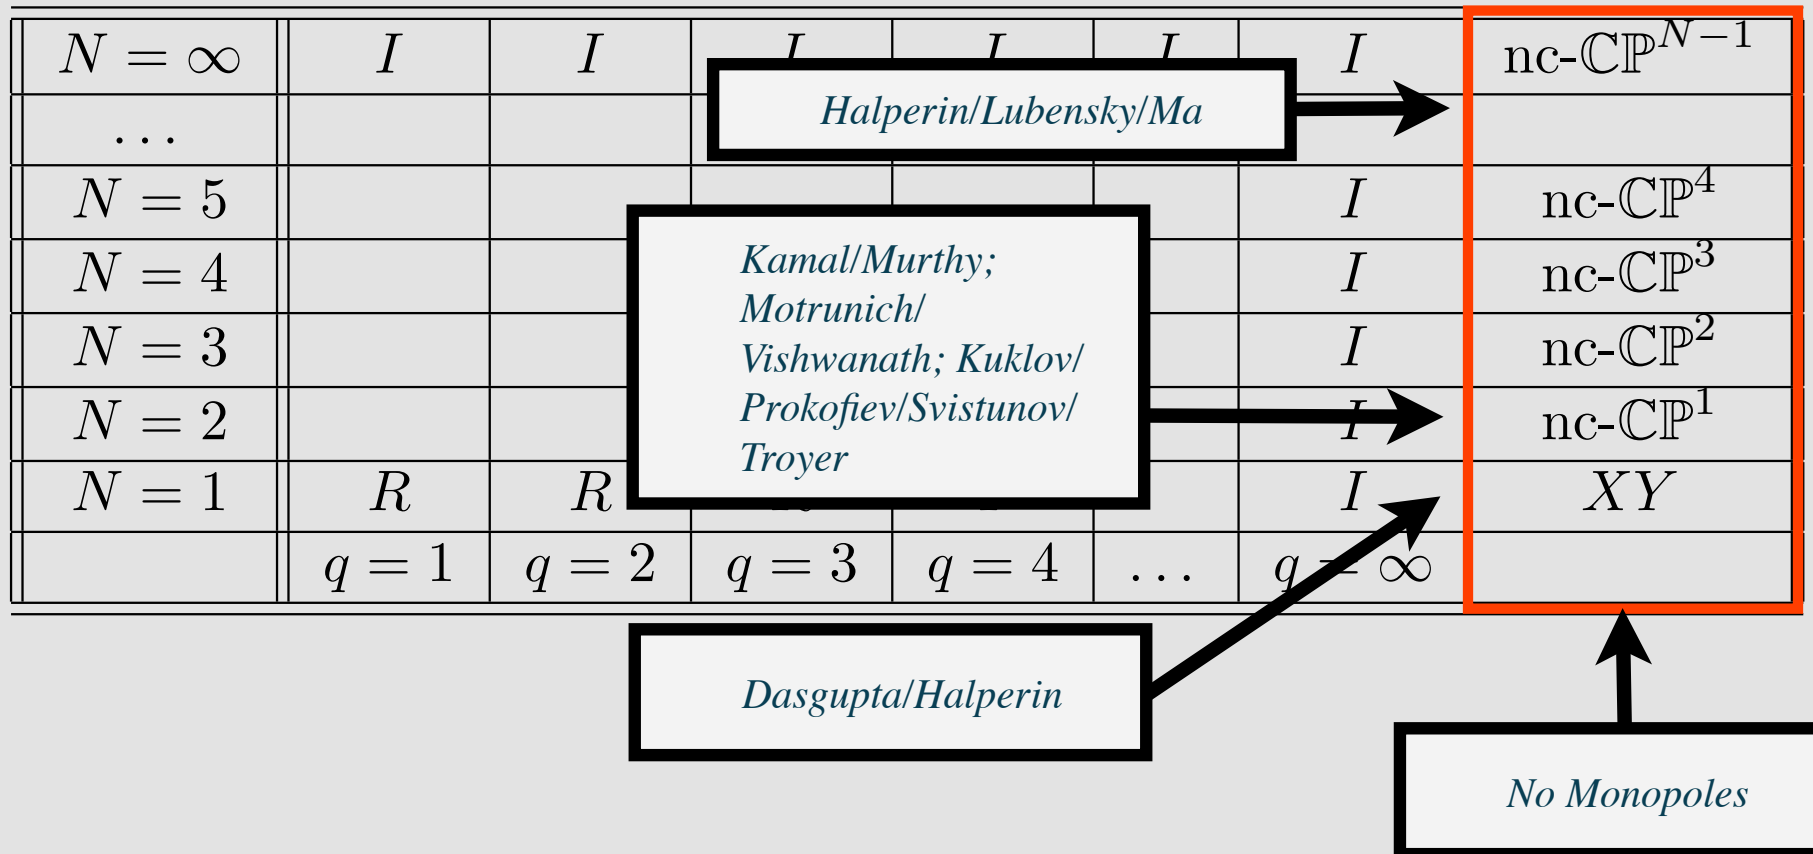 N = ∞ I I I I I I nc-ℂℙ^{N−1}
Halperin/Lubensky/Ma
...
N = 5 I nc-ℂℙ^4
N = 4 I nc-ℂℙ^3
N = 3 I nc-ℂℙ^2
N = 2 I nc-ℂℙ^1
Kamal/Murthy;
Motrunich/
Vishwanath; Kuklov/
Prokofiev/Svistunov/
Troyer
N = 1 R R I XY
q = 1 q = 2 q = 3 q = 4 ... q = ∞
Dasgupta/Halperin
No Monopoles